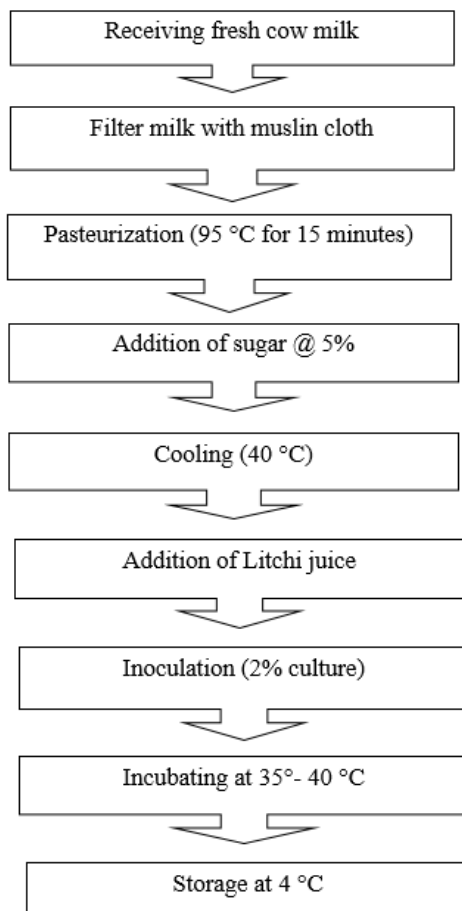 Receiving fresh cow milk
Filter milk with muslin cloth
Pasteurization (95 °C for 15 minutes)
Addition of sugar @ 5%
Cooling (40 °C)
Addition of Litchi juice
Inoculation (2% culture)
Incubating at 35°- 40 °C
Storage at 4 °C